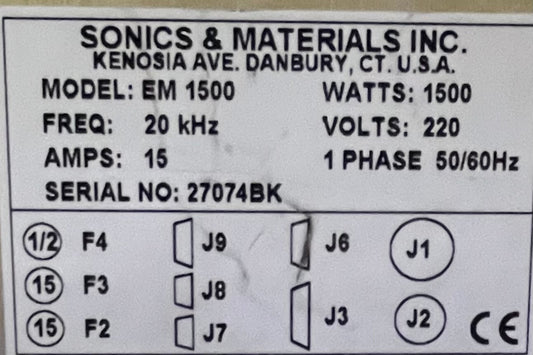 SONICS & MATERIALS INC.
KENOSIA AVE. DANBURY, CT. U.S.A.
MODEL: EM 1500 WATTS: 1500
FREQ: 20 kHz VOLTS: 220
AMPS: 15 1 PHASE 50/60Hz
SERIAL NO: 27074BK
1/2 F4 J9 J6 J1
15 F3 J8
15 F2 J7 J3 J2 CE